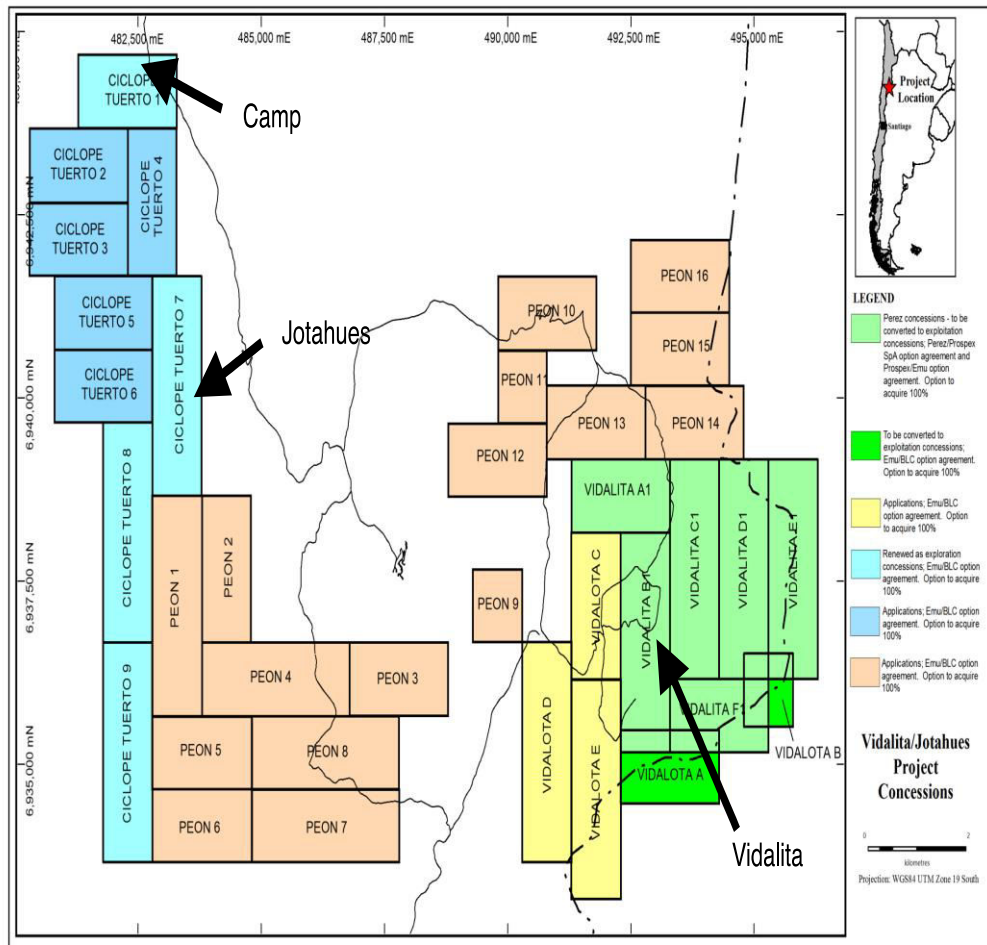 482,500 mE
485,000 mE
487,500 mE
490,000 mE
492,500 mE
495,000 mE
6,942,500 mN
6,940,000 mN
6,937,500 mN
6,935,000 mN
Camp
Jotahues
Vidalita
CICLOPE
TUERTO 1
CICLOPE
TUERTO 2
CICLOPE
TUERTO 4
CICLOPE
TUERTO 3
CICLOPE
TUERTO 5
CICLOPE TUERTO 7
CICLOPE
TUERTO 6
CICLOPE TUERTO 8
CICLOPE TUERTO 9
PEON 1
PEON 2
PEON 4
PEON 3
PEON 5
PEON 8
PEON 6
PEON 7
PEON 16
PEON 10
PEON 15
PEON 11
PEON 13
PEON 14
PEON 12
PEON 9
VIDALITA A1
VIDALITA C1
VIDALITA D1
VIDALITA E1
VIDALOTA C
VIDALITA B1
VIDALOTA D
VIDALOTA E
VIDALITA F1
VIDALOTA B
VIDALOTA A
Project
Location
Santiago
LEGEND
Perez concessions - to be
converted to exploitation
concessions; Perez/Prospex
SpA option agreement and
Prospex/Emu option
agreement. Option to
acquire 100%
To be converted to
exploitation concessions;
Emu/BLC option agreement.
Option to acquire 100%
Applications; Emu/BLC
option agreement. Option
to acquire 100%
Renewed as exploration
concessions; Emu/BLC option
agreement. Option to acquire
100%
Applications; Emu/BLC option
agreement. Option to acquire
100%
Applications; Emu/BLC option
agreement. Option to acquire
100%
Vidalita/Jotahues
Project
Concessions
0 2
kilometres
Projection: WGS84 UTM Zone 19 South